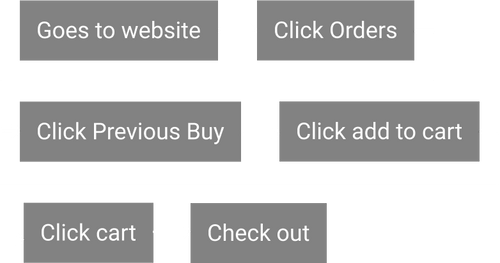 Goes to website
Click Orders
Click Previous Buy
Click add to cart
Click cart
Check out